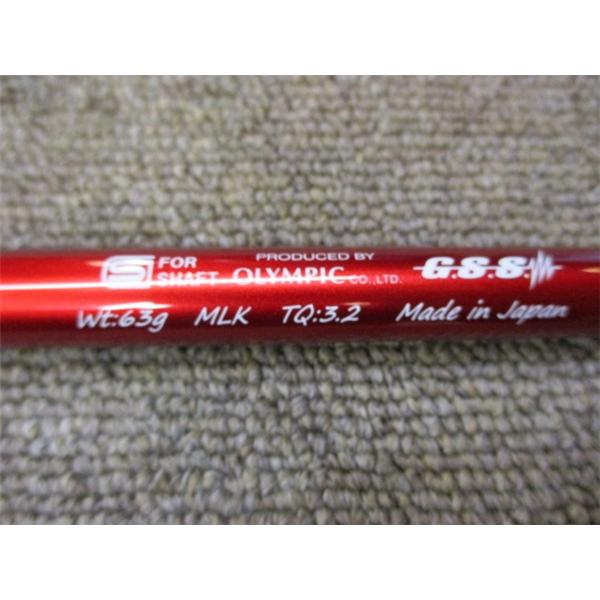 S FOR SHAFT PRODUCED BY OLYMPIC CO.,LTD. G.S.S.
Wt:63g MLK TQ:3.2 Made in Japan